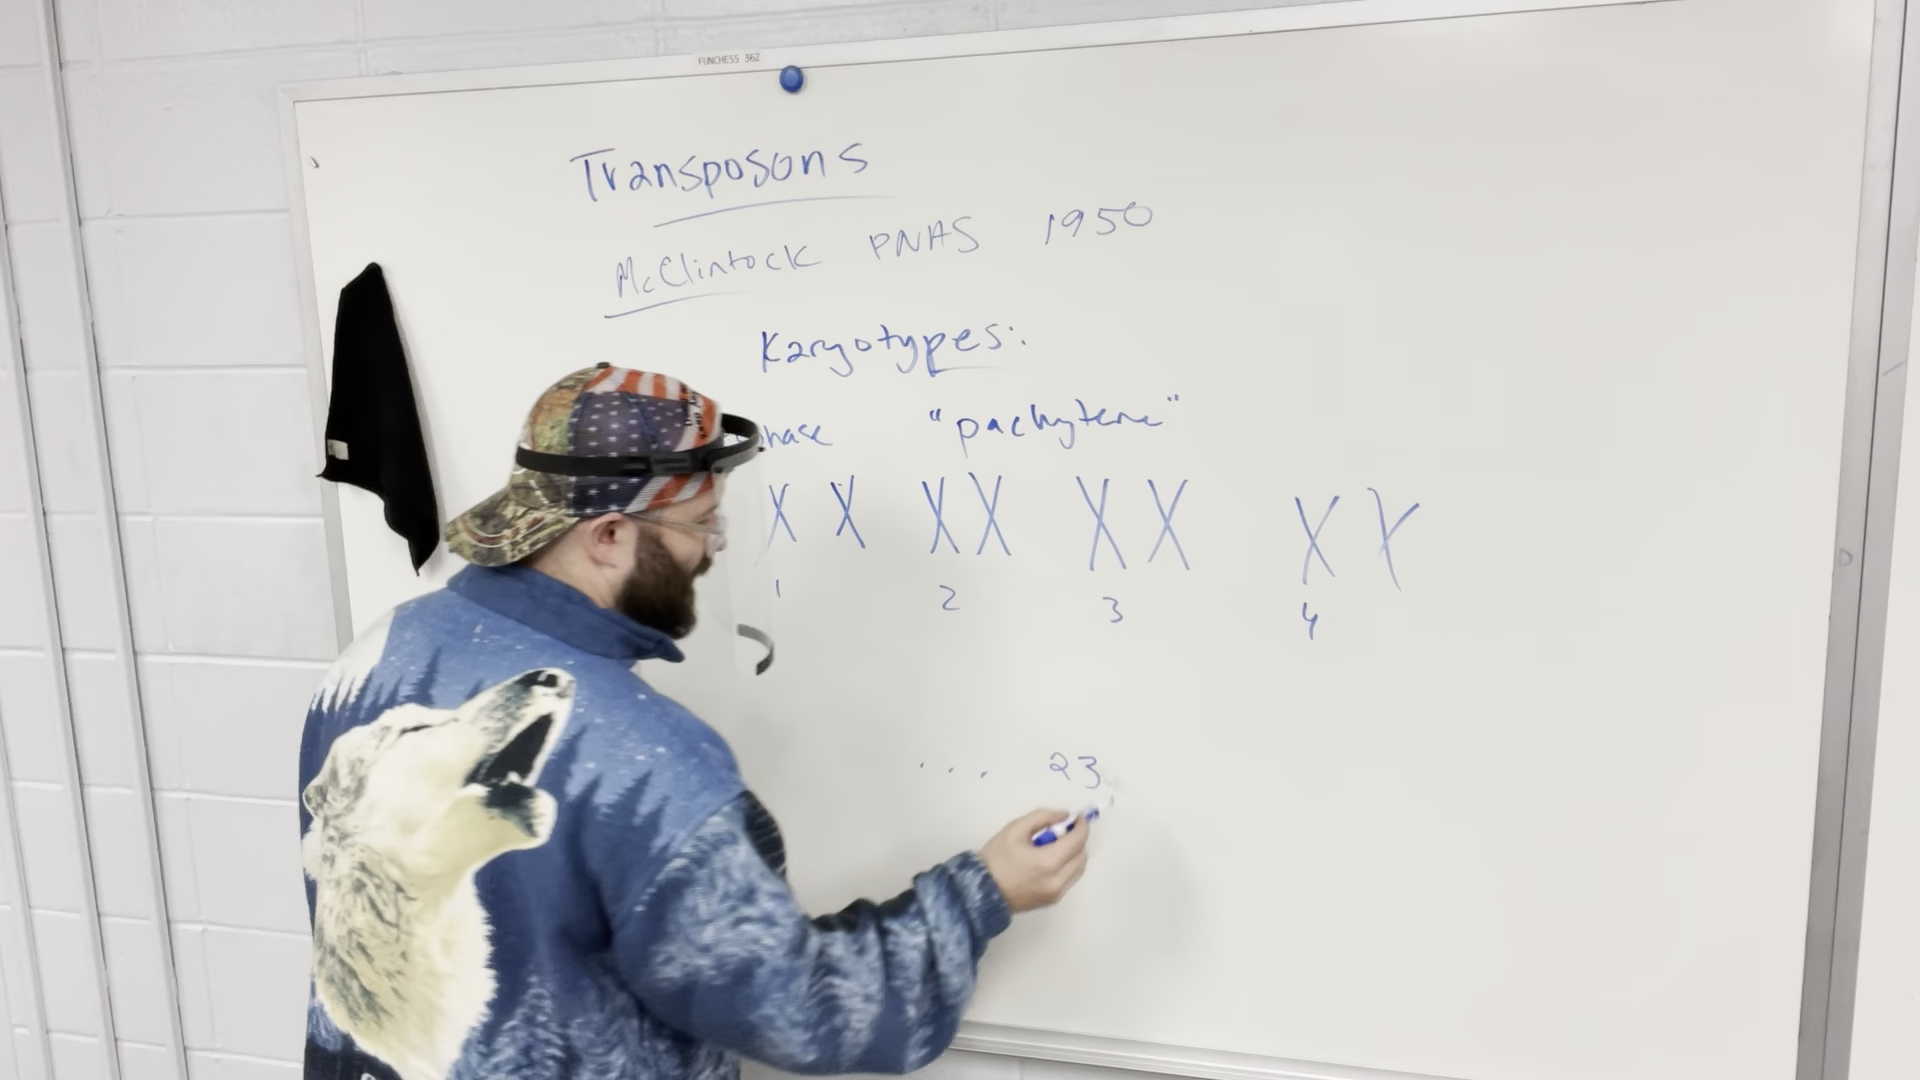 FUNCHESS 362
Transposons
McClintock PNAS 1950
Karyotypes:
phase "pachytene"
X X X X X X X X
1 2 3 4
... 23